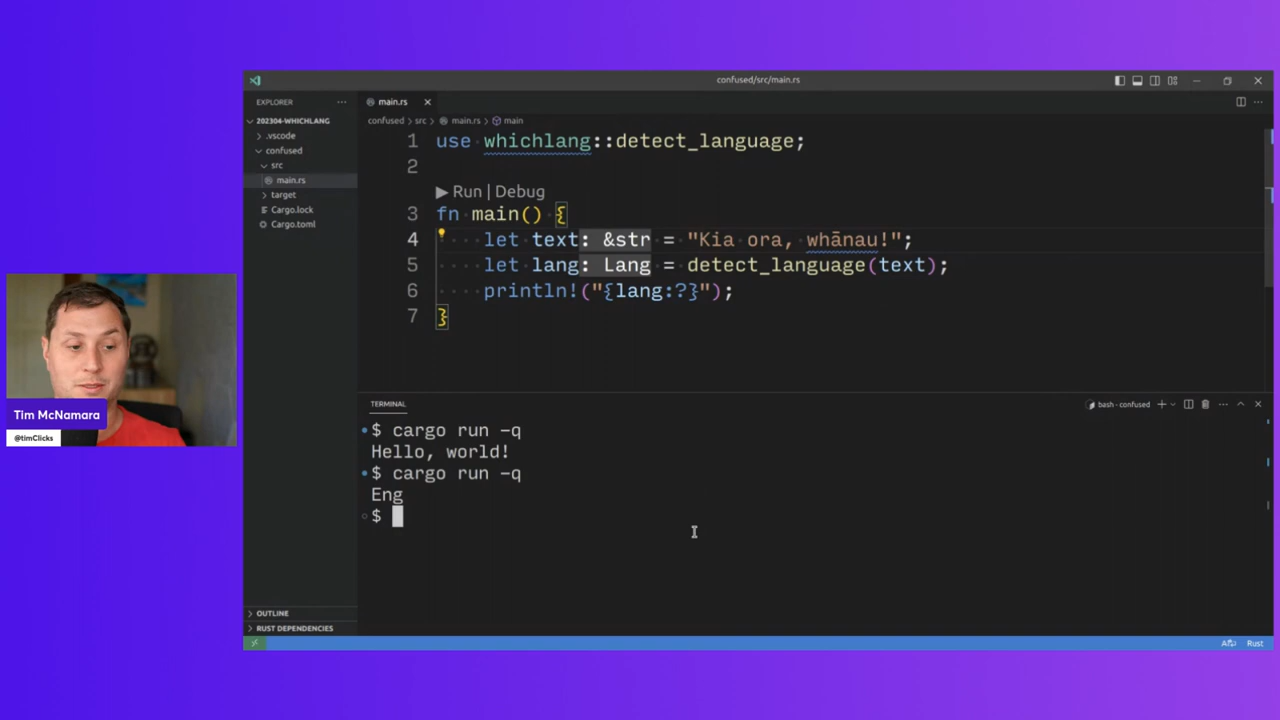 confused/src/main.rs
EXPLORER
main.rs
202304-WHICHLANG
.vscode
confused
src
main.rs
target
Cargo.lock
Cargo.toml
confused > src > main.rs > main
1 use whichlang::detect_language;
2
▶ Run | Debug
3 fn main() {
4 let text: &str = "Kia ora, whānau!";
5 let lang: Lang = detect_language(text);
6 println!("{lang:?}");
7 }
Tim McNamara
@timClicks
TERMINAL
bash - confused
$ cargo run -q
Hello, world!
$ cargo run -q
Eng
$
OUTLINE
RUST DEPENDENCIES
Rust